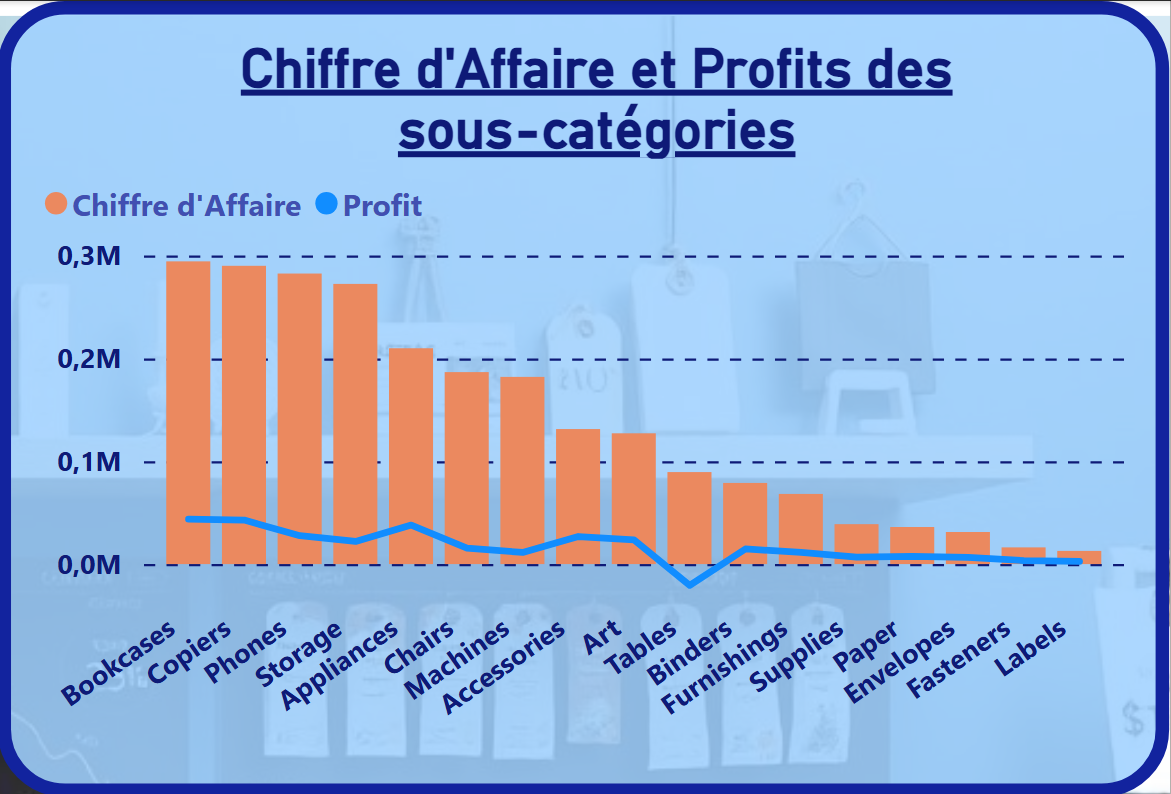 Chiffre d'Affaire et Profits des
sous-catégories
Chiffre d'Affaire Profit
0,3M
0,2M
0,1M
0,0M
Bookcases
Copiers
Phones
Storage
Appliances
Chairs
Machines
Accessories
Art
Tables
Binders
Furnishings
Supplies
Paper
Envelopes
Fasteners
Labels